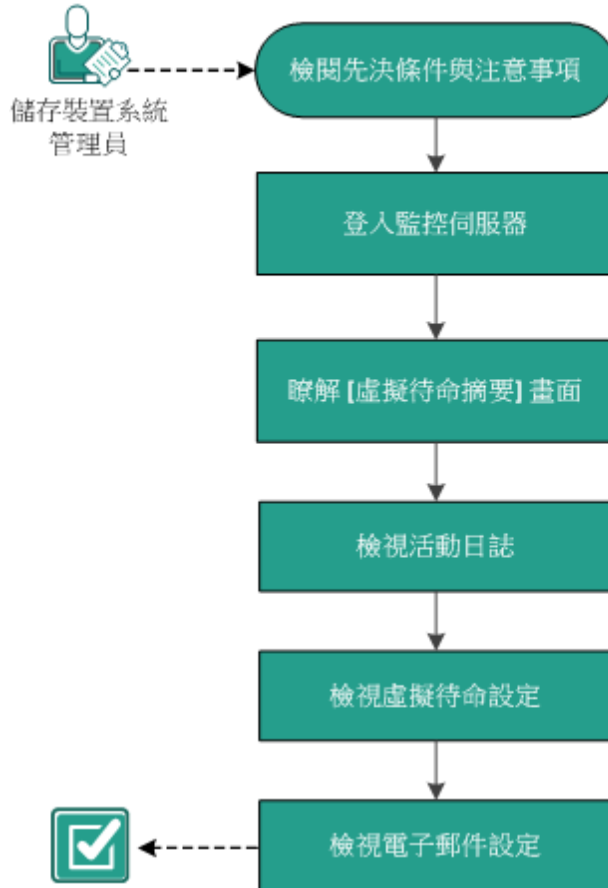 檢閱先決條件與注意事項
儲存裝置系統
管理員
登入監控伺服器
瞭解 [虛擬待命摘要] 畫面
檢視活動日誌
檢視虛擬待命設定
檢視電子郵件設定